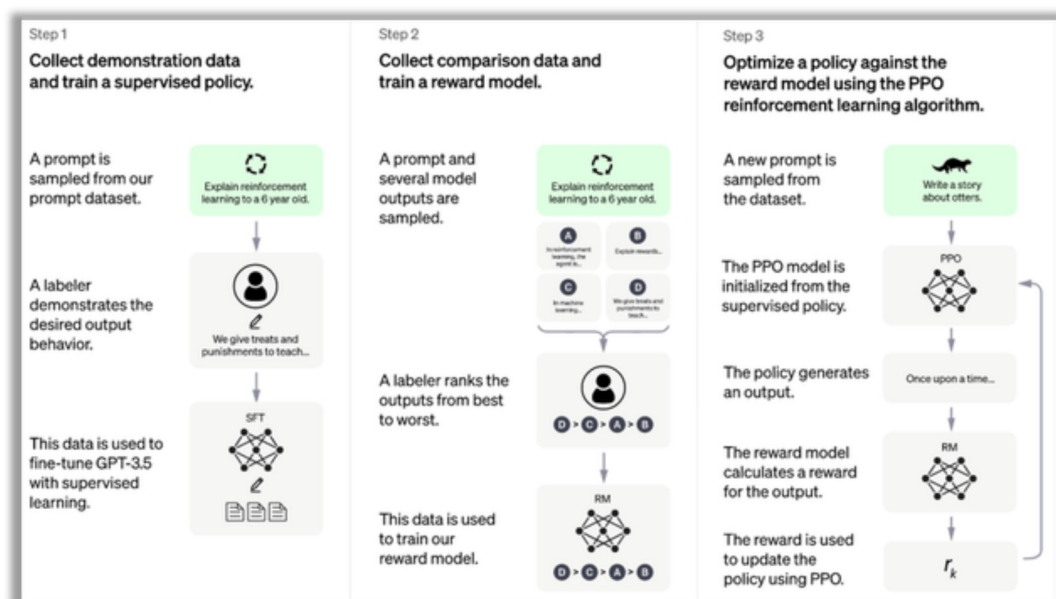 Step 1
Collect demonstration data
and train a supervised policy.
A prompt is
sampled from our
prompt dataset.
Explain reinforcement
learning to a 6 year old.
A labeler
demonstrates the
desired output
behavior.
We give treats and
punishments to teach...
This data is used to
fine-tune GPT-3.5
with supervised
learning.
SFT
Step 2
Collect comparison data and
train a reward model.
A prompt and
several model
outputs are
sampled.
Explain reinforcement
learning to a 6 year old.
A
In reinforcement
learning, the
agent is...
B
Explain rewards...
C
In machine
learning...
D
We give treats and
punishments to
teach...
A labeler ranks the
outputs from best
to worst.
D > C > A > B
This data is used
to train our
reward model.
RM
D > C > A > B
Step 3
Optimize a policy against the
reward model using the PPO
reinforcement learning algorithm.
A new prompt is
sampled from
the dataset.
Write a story
about otters.
The PPO model is
initialized from the
supervised policy.
PPO
The policy generates
an output.
Once upon a time...
The reward model
calculates a reward
for the output.
RM
The reward is used
to update the
policy using PPO.
rk